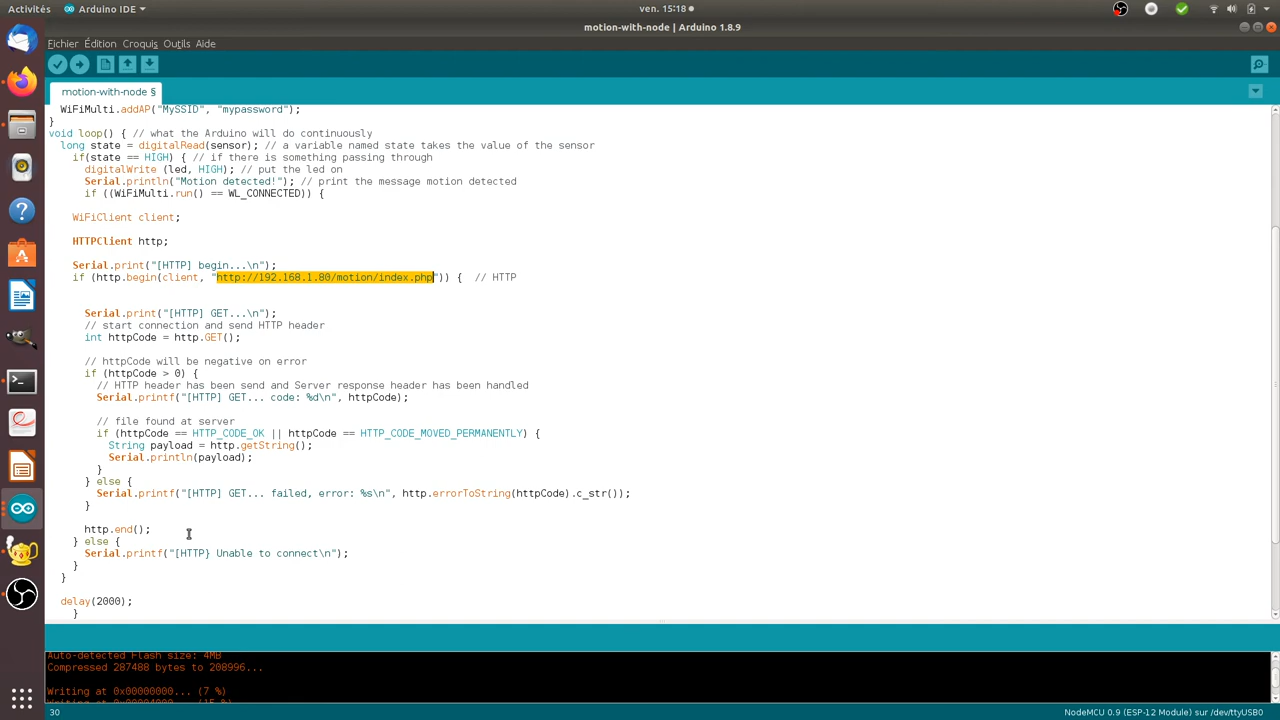 Activités
Arduino IDE
ven. 15:18
motion-with-node | Arduino 1.8.9
Fichier Édition Croquis Outils Aide
motion-with-node §
WiFiMulti.addAP("MySSID", "mypassword");
}
void loop() { // what the Arduino will do continuously
long state = digitalRead(sensor); // a variable named state takes the value of the sensor
if(state == HIGH) { // if there is something passing through
digitalWrite (led, HIGH); // put the led on
Serial.println("Motion detected!"); // print the message motion detected
if ((WiFiMulti.run() == WL_CONNECTED)) {
WiFiClient client;
HTTPClient http;
Serial.print("[HTTP] begin...\n");
if (http.begin(client, "http://192.168.1.80/motion/index.php")) {  // HTTP
Serial.print("[HTTP] GET...\n");
// start connection and send HTTP header
int httpCode = http.GET();
// httpCode will be negative on error
if (httpCode > 0) {
// HTTP header has been send and Server response header has been handled
Serial.printf("[HTTP] GET... code: %d\n", httpCode);
// file found at server
if (httpCode == HTTP_CODE_OK || httpCode == HTTP_CODE_MOVED_PERMANENTLY) {
String payload = http.getString();
Serial.println(payload);
}
} else {
Serial.printf("[HTTP] GET... failed, error: %s\n", http.errorToString(httpCode).c_str());
}
http.end();
} else {
Serial.printf("[HTTP} Unable to connect\n");
}
}
delay(2000);
}
Auto-detected Flash size: 4MB
Compressed 287488 bytes to 208996...
Writing at 0x00000000... (7 %)
Writing at 0x00004000... (15 %)
30
NodeMCU 0.9 (ESP-12 Module) sur /dev/ttyUSB0